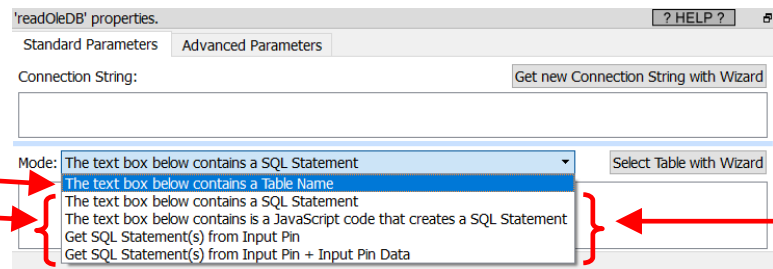 'readOleDB' properties.
? HELP ?
Standard Parameters
Advanced Parameters
Connection String:
Get new Connection String with Wizard
Mode:
The text box below contains a SQL Statement
Select Table with Wizard
The text box below contains a Table Name
The text box below contains a SQL Statement
The text box below contains is a JavaScript code that creates a SQL Statement
Get SQL Statement(s) from Input Pin
Get SQL Statement(s) from Input Pin + Input Pin Data